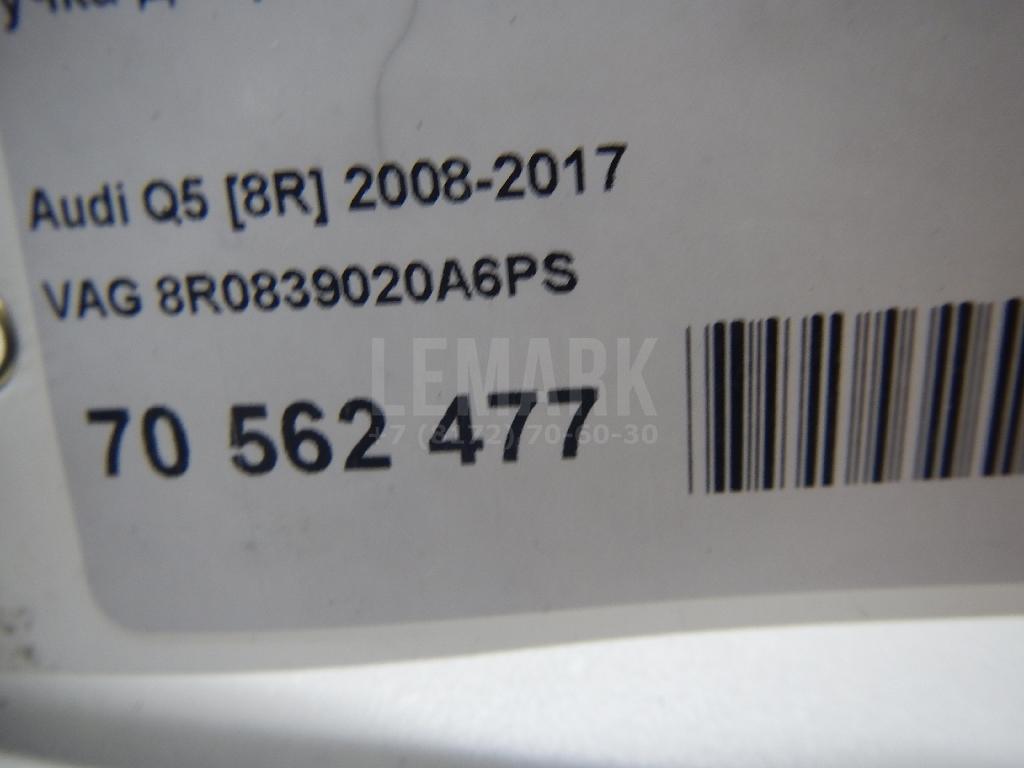 Audi Q5 [8R] 2008-2017
VAG 8R0839020A6PS
LEMARK
70 562 477